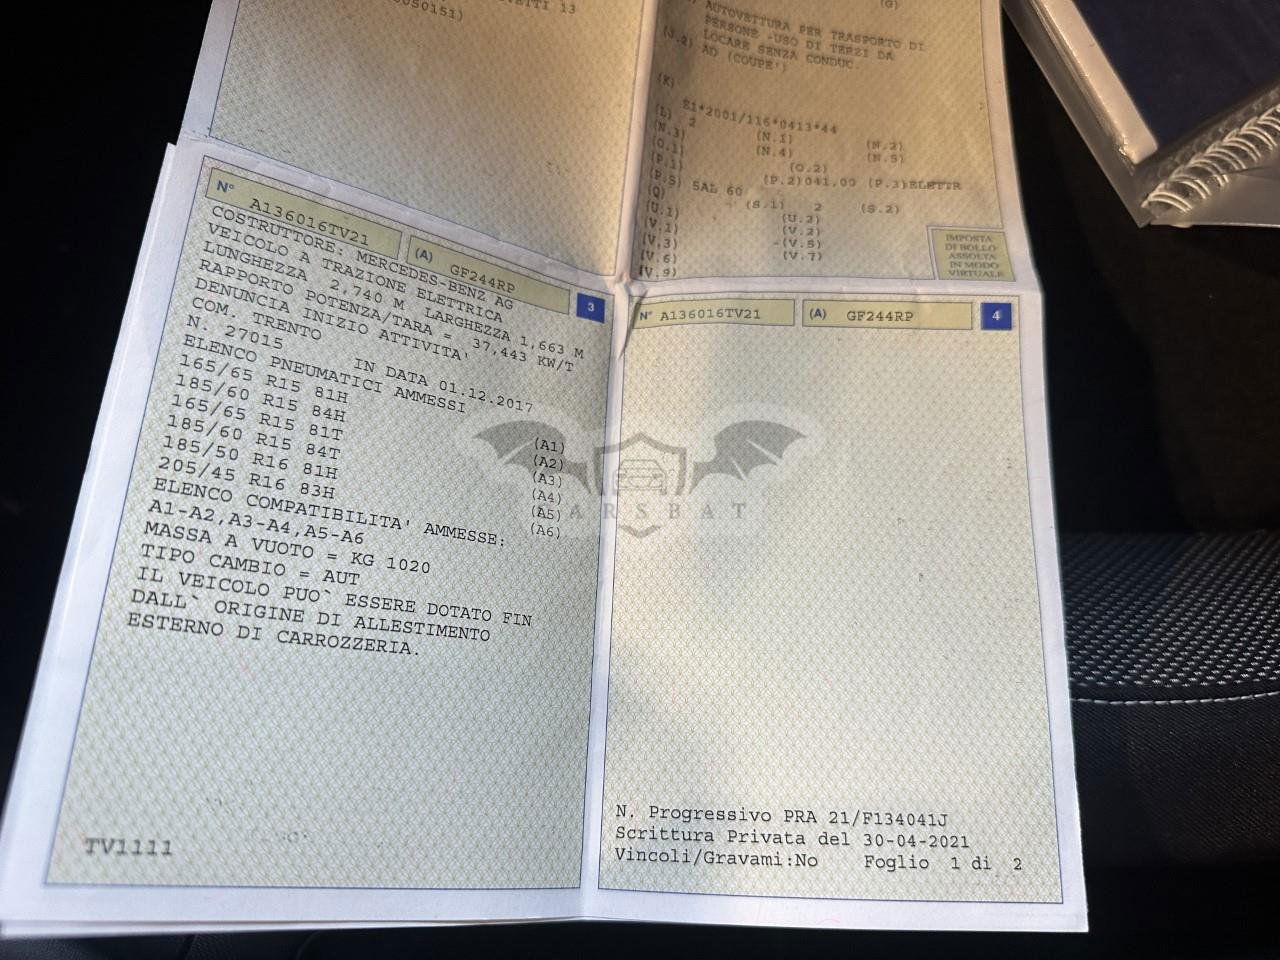 ETTI 13
0S0151)
(G)
AUTOVETTURA PER TRASPORTO DI
PERSONE -USO DI TERZI DA
(J.2) LOCARE SENZA CONDUC.
AD (COUPE')
(K)
E1*2001/116*0413*44
(L) 2 (N.1) (N.2)
(N.3) (N.4) (N.5)
(O.1) (O.2)
(P.1) (P.2)041,00 (P.3)ELETTR
(P.5) SAL 60
(Q) - (S.1) 2 (S.2)
(U.1) (U.2)
(V.1) (V.2)
(V.3) -(V.5)
(V.6) (V.7)
(V.9)
IMPOSTA
DI BOLLO
ASSOLTA
IN MODO
VIRTUALE
N° A136016TV21 (A) GF244RP 3
COSTRUTTORE: MERCEDES-BENZ AG
VEICOLO A TRAZIONE ELETTRICA
LUNGHEZZA 2,740 M LARGHEZZA 1,663 M
RAPPORTO POTENZA/TARA = 37,443 KW/T
DENUNCIA INIZIO ATTIVITA'
COM. TRENTO
N. 27015 IN DATA 01.12.2017
ELENCO PNEUMATICI AMMESSI
165/65 R15 81H (A1)
185/60 R15 84H (A2)
165/65 R15 81T (A3)
185/60 R15 84T (A4)
185/50 R16 81H (A5)
205/45 R16 83H (A6)
ELENCO COMPATIBILITA' AMMESSE:
A1-A2,A3-A4,A5-A6
MASSA A VUOTO = KG 1020
TIPO CAMBIO = AUT
IL VEICOLO PUO` ESSERE DOTATO FIN
DALL` ORIGINE DI ALLESTIMENTO
ESTERNO DI CARROZZERIA.
TV1111
N° A136016TV21 (A) GF244RP 4
CARSBAT
N. Progressivo PRA 21/F134041J
Scrittura Privata del 30-04-2021
Vincoli/Gravami:No Foglio 1 di 2